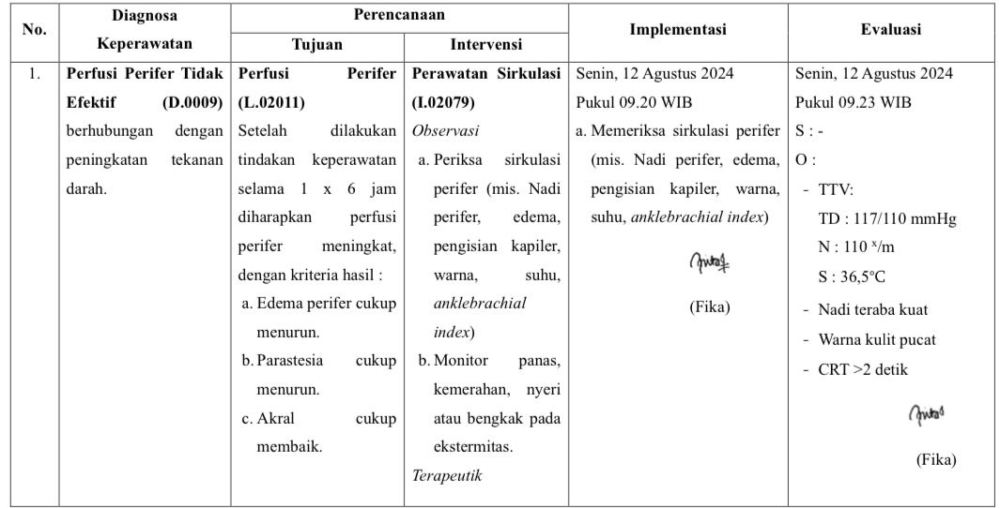 No.
Diagnosa
Keperawatan
Perencanaan
Tujuan
Intervensi
Implementasi
Evaluasi
1.
Perfusi Perifer Tidak
Efektif (D.0009)
berhubungan dengan
peningkatan tekanan
darah.
Perfusi Perifer
(L.02011)
Setelah dilakukan
tindakan keperawatan
selama 1 x 6 jam
diharapkan perfusi
perifer meningkat,
dengan kriteria hasil :
a. Edema perifer cukup
menurun.
b. Parastesia cukup
menurun.
c. Akral cukup
membaik.
Perawatan Sirkulasi
(I.02079)
Observasi
a. Periksa sirkulasi
perifer (mis. Nadi
perifer, edema,
pengisian kapiler,
warna, suhu,
anklebrachial
index)
b. Monitor panas,
kemerahan, nyeri
atau bengkak pada
ekstermitas.
Terapeutik
Senin, 12 Agustus 2024
Pukul 09.20 WIB
a. Memeriksa sirkulasi perifer
(mis. Nadi perifer, edema,
pengisian kapiler, warna,
suhu, anklebrachial index)
(Fika)
Senin, 12 Agustus 2024
Pukul 09.23 WIB
S : -
O :
- TTV:
TD : 117/110 mmHg
N : 110 ˣ/m
S : 36,5°C
- Nadi teraba kuat
- Warna kulit pucat
- CRT >2 detik
(Fika)